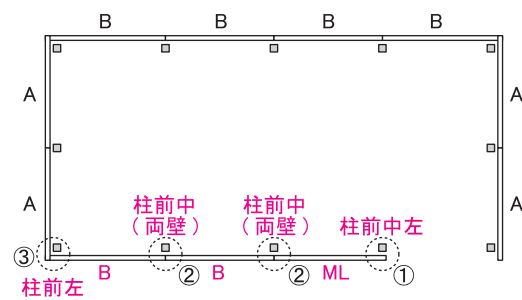 B B B B
A A
A A
柱前中 柱前中
(両壁) (両壁) 柱前中左
③ B ② B ② ML ①
柱前左